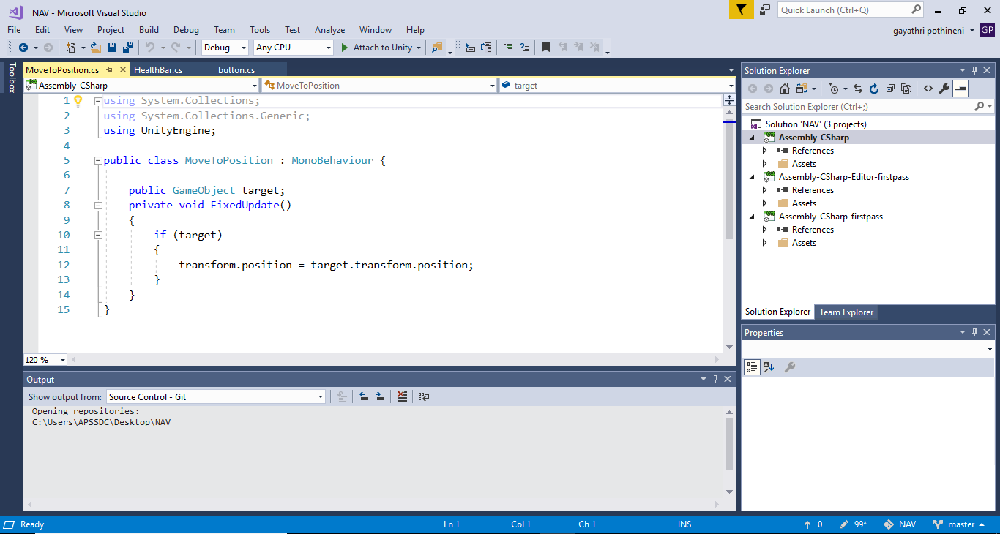 NAV - Microsoft Visual Studio
Quick Launch (Ctrl+Q)
File Edit View Project Build Debug Team Tools Test Analyze Window Help
gayathri pothineni GP
Debug Any CPU Attach to Unity
Toolbox
MoveToPosition.cs HealthBar.cs button.cs
Assembly-CSharp MoveToPosition target
1 using System.Collections;
2 using System.Collections.Generic;
3 using UnityEngine;
4
5 public class MoveToPosition : MonoBehaviour {
6
7 public GameObject target;
8 private void FixedUpdate()
9 {
10 if (target)
11 {
12 transform.position = target.transform.position;
13 }
14 }
15 }
120 %
Output
Show output from: Source Control - Git
Opening repositories:
C:\Users\APSSDC\Desktop\NAV
Solution Explorer
Search Solution Explorer (Ctrl+;)
Solution 'NAV' (3 projects)
Assembly-CSharp
References
Assets
Assembly-CSharp-Editor-firstpass
References
Assets
Assembly-CSharp-firstpass
References
Assets
Solution Explorer Team Explorer
Properties
Ready Ln 1 Col 1 Ch 1 INS 0 99* NAV master